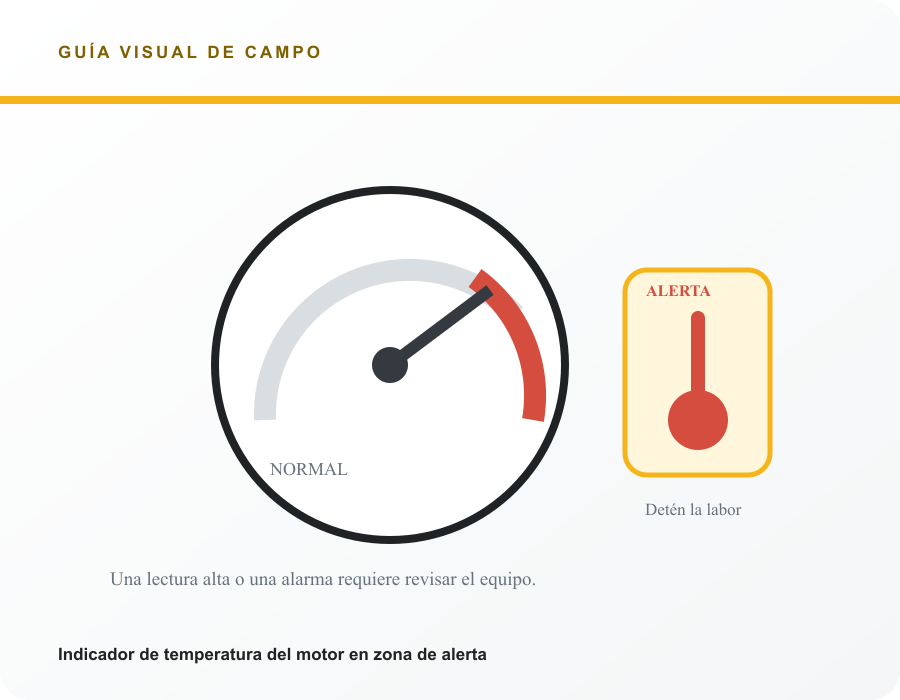 GUÍA VISUAL DE CAMPO
ALERTA
NORMAL
Detén la labor
Una lectura alta o una alarma requiere revisar el equipo.
Indicador de temperatura del motor en zona de alerta